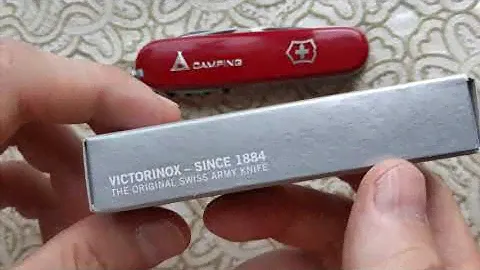 CAMPING
VICTORINOX – SINCE 1884
THE ORIGINAL SWISS ARMY KNIFE